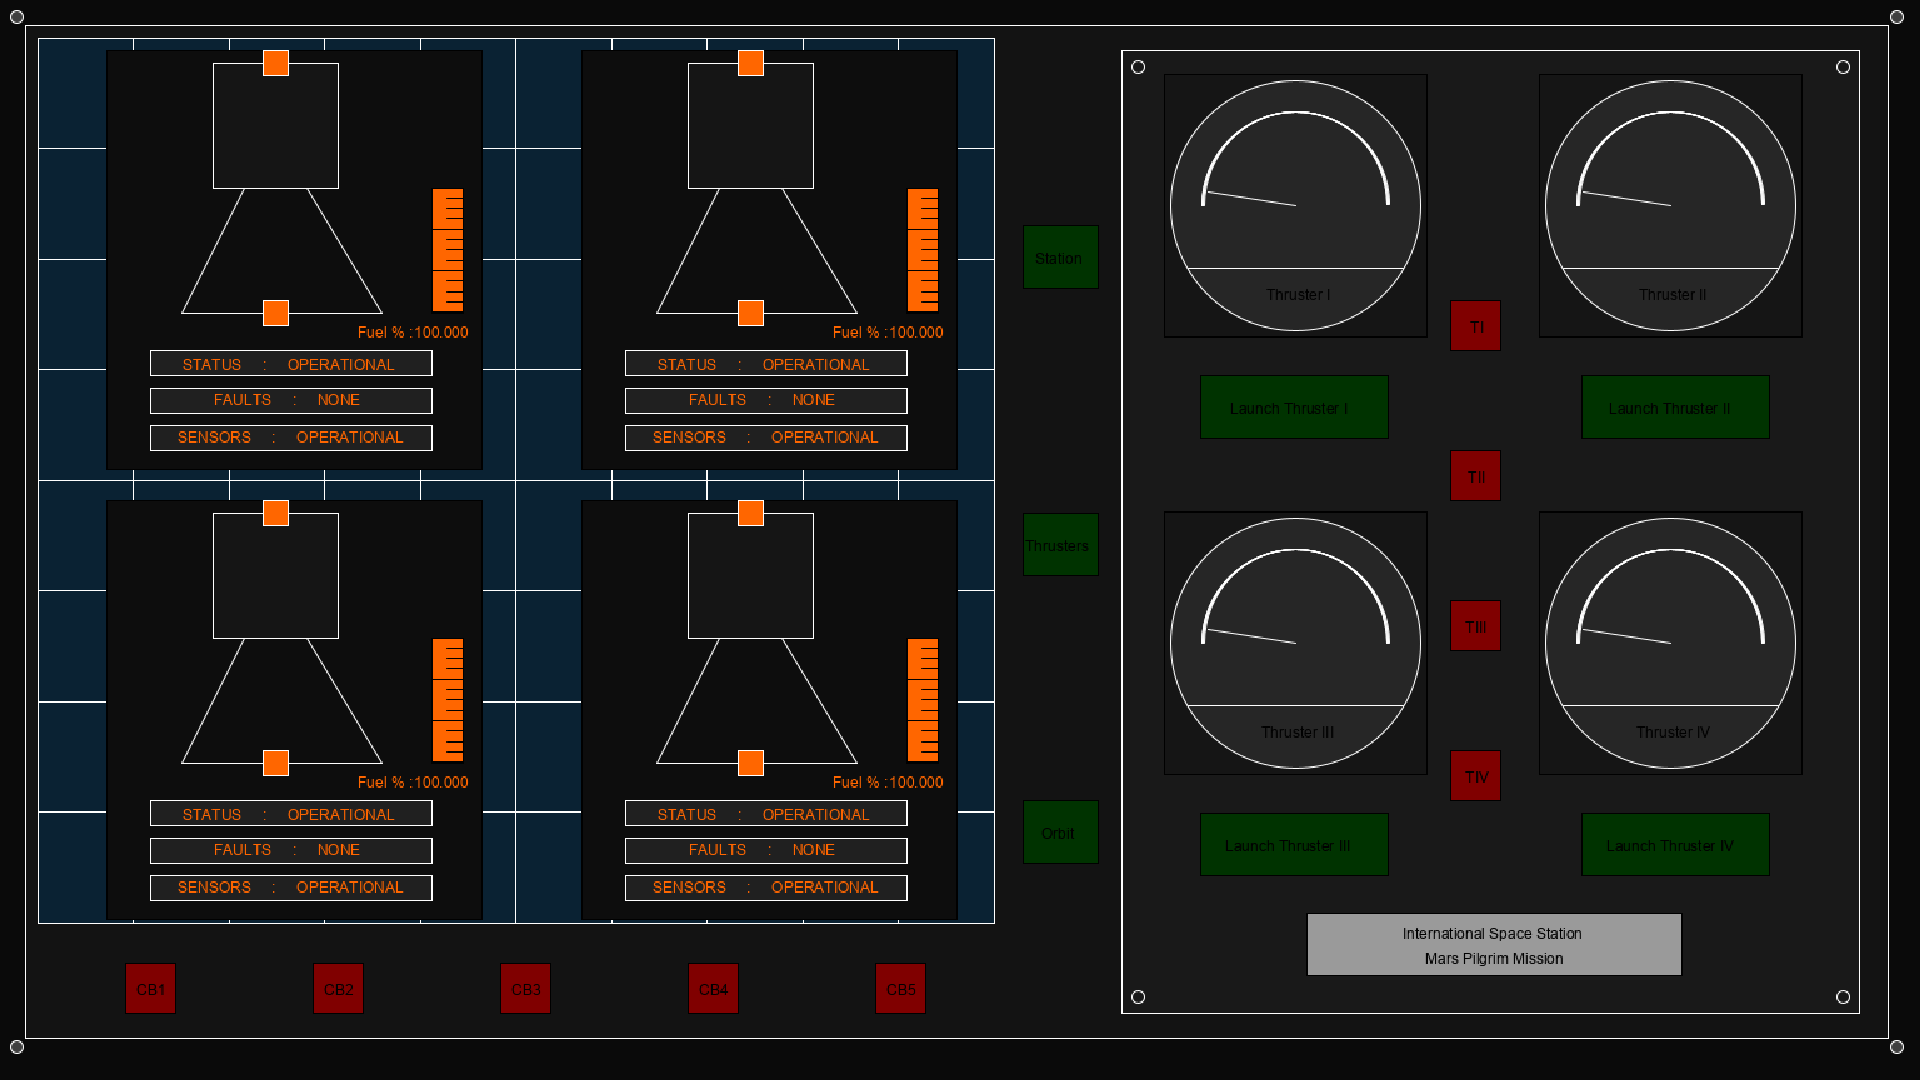 Fuel % :100.000
STATUS : OPERATIONAL
FAULTS : NONE
SENSORS : OPERATIONAL
Fuel % :100.000
STATUS : OPERATIONAL
FAULTS : NONE
SENSORS : OPERATIONAL
Fuel % :100.000
STATUS : OPERATIONAL
FAULTS : NONE
SENSORS : OPERATIONAL
Fuel % :100.000
STATUS : OPERATIONAL
FAULTS : NONE
SENSORS : OPERATIONAL
CB1
CB2
CB3
CB4
CB5
Station
Thrusters
Orbit
Thruster I
Thruster II
TI
Launch Thruster I
Launch Thruster II
TII
TIII
Thruster III
Thruster IV
TIV
Launch Thruster III
Launch Thruster IV
International Space Station
Mars Pilgrim Mission